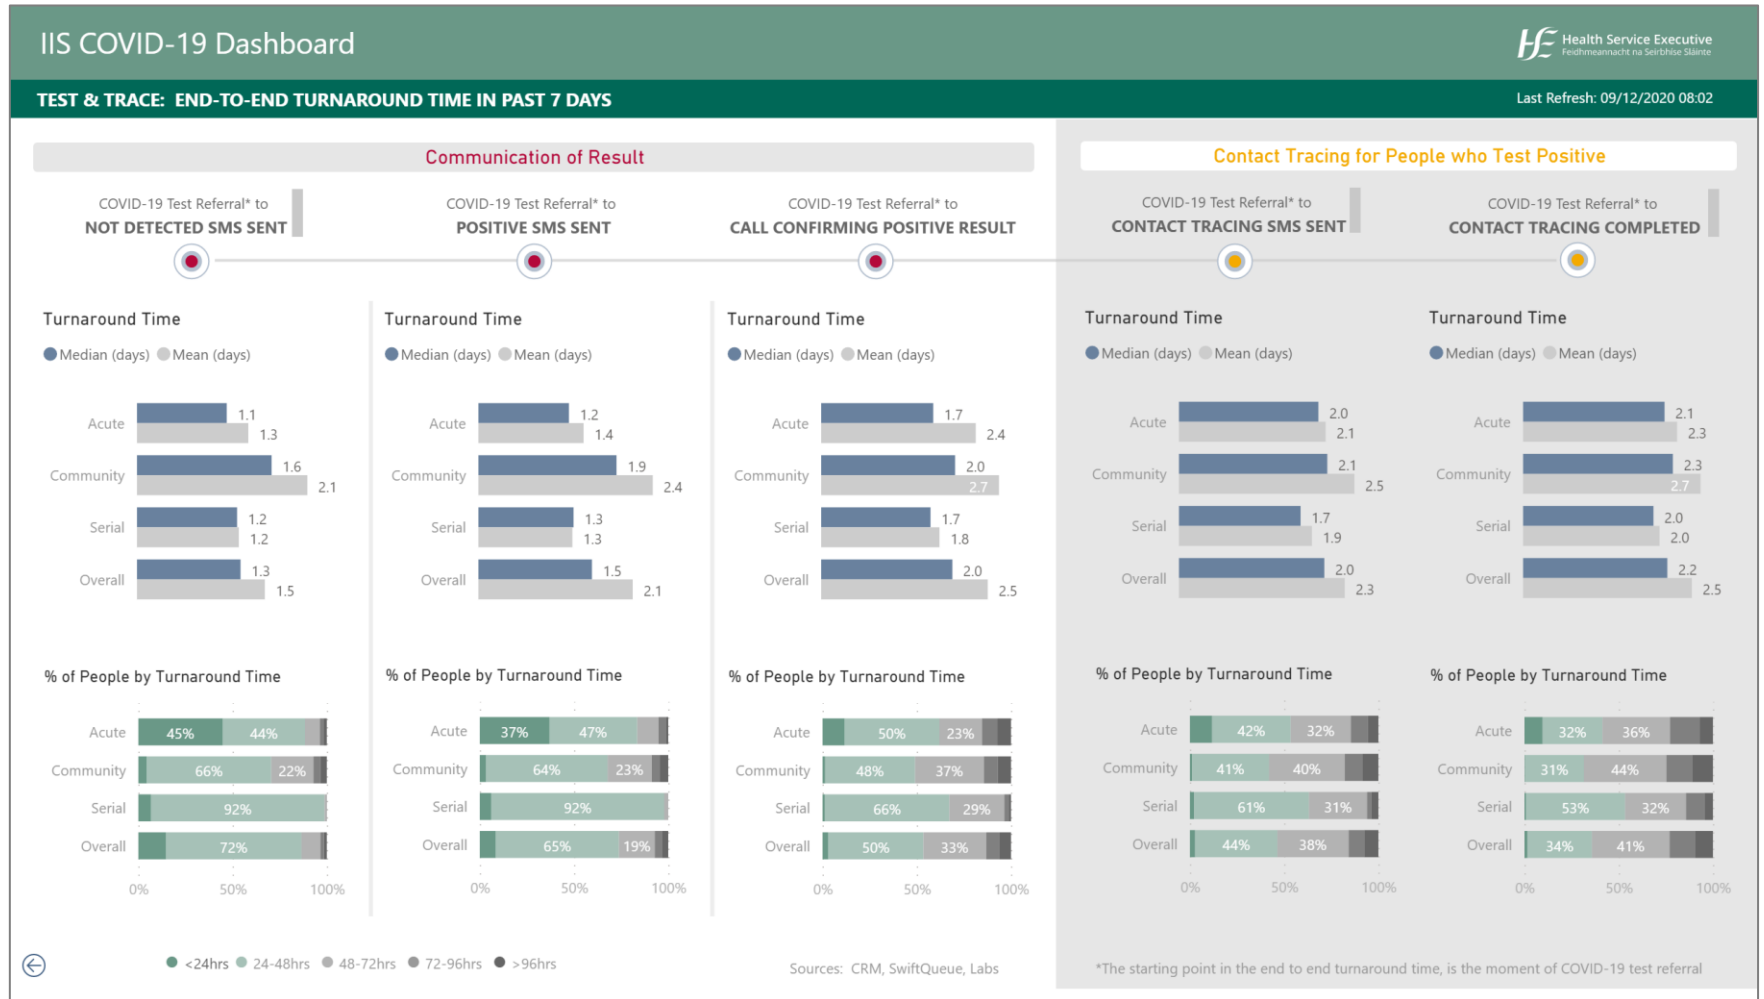 IIS COVID-19 Dashboard
Health Service Executive
Feidhmeannacht na Seirbhíse Sláinte
TEST & TRACE: END-TO-END TURNAROUND TIME IN PAST 7 DAYS
Last Refresh: 09/12/2020 08:02
Communication of Result
COVID-19 Test Referral* to
NOT DETECTED SMS SENT
COVID-19 Test Referral* to
POSITIVE SMS SENT
COVID-19 Test Referral* to
CALL CONFIRMING POSITIVE RESULT
Contact Tracing for People who Test Positive
COVID-19 Test Referral* to
CONTACT TRACING SMS SENT
COVID-19 Test Referral* to
CONTACT TRACING COMPLETED
Turnaround Time
Median (days) Mean (days)
Acute 1.1
1.3
Community 1.6
2.1
Serial 1.2
1.2
Overall 1.3
1.5
Turnaround Time
Median (days) Mean (days)
Acute 1.2
1.4
Community 1.9
2.4
Serial 1.3
1.3
Overall 1.5
2.1
Turnaround Time
Median (days) Mean (days)
Acute 1.7
2.4
Community 2.0
2.7
Serial 1.7
1.8
Overall 2.0
2.5
Turnaround Time
Median (days) Mean (days)
Acute 2.0
2.1
Community 2.1
2.5
Serial 1.7
1.9
Overall 2.0
2.3
Turnaround Time
Median (days) Mean (days)
Acute 2.1
2.3
Community 2.3
2.7
Serial 2.0
2.0
Overall 2.2
2.5
% of People by Turnaround Time
Acute 45% 44%
Community 66% 22%
Serial 92%
Overall 72%
0% 50% 100%
% of People by Turnaround Time
Acute 37% 47%
Community 64% 23%
Serial 92%
Overall 65% 19%
0% 50% 100%
% of People by Turnaround Time
Acute 50% 23%
Community 48% 37%
Serial 66% 29%
Overall 50% 33%
0% 50% 100%
% of People by Turnaround Time
Acute 42% 32%
Community 41% 40%
Serial 61% 31%
Overall 44% 38%
0% 50% 100%
% of People by Turnaround Time
Acute 32% 36%
Community 31% 44%
Serial 53% 32%
Overall 34% 41%
0% 50% 100%
<24hrs 24-48hrs 48-72hrs 72-96hrs >96hrs
Sources: CRM, SwiftQueue, Labs
*The starting point in the end to end turnaround time, is the moment of COVID-19 test referral